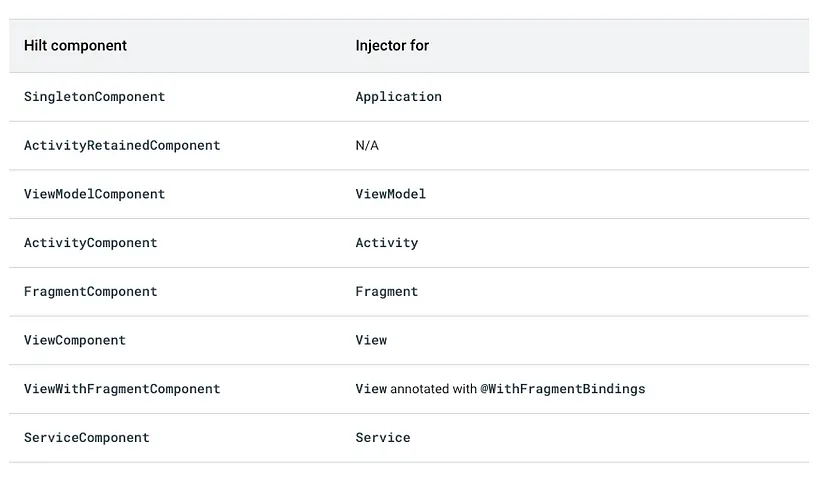 Hilt component Injector for
SingletonComponent Application
ActivityRetainedComponent N/A
ViewModelComponent ViewModel
ActivityComponent Activity
FragmentComponent Fragment
ViewComponent View
ViewWithFragmentComponent View annotated with @WithFragmentBindings
ServiceComponent Service